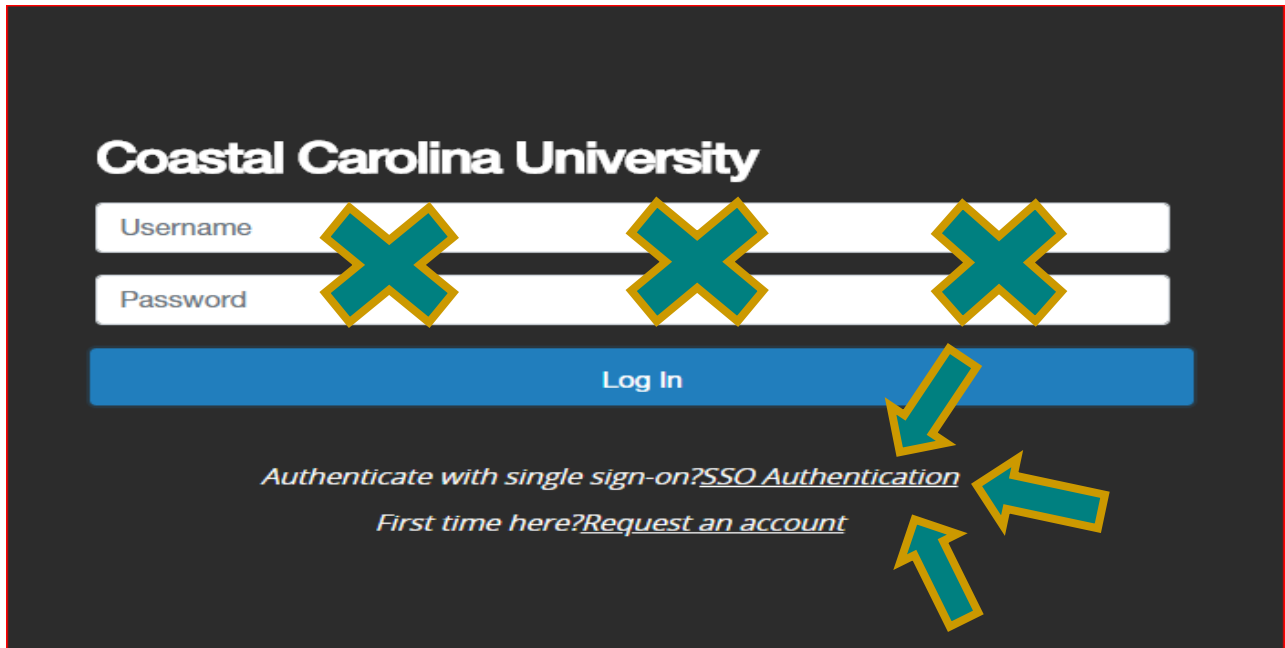 Coastal Carolina University
Username
Password
Log In
Authenticate with single sign-on?SSO Authentication
First time here?Request an account